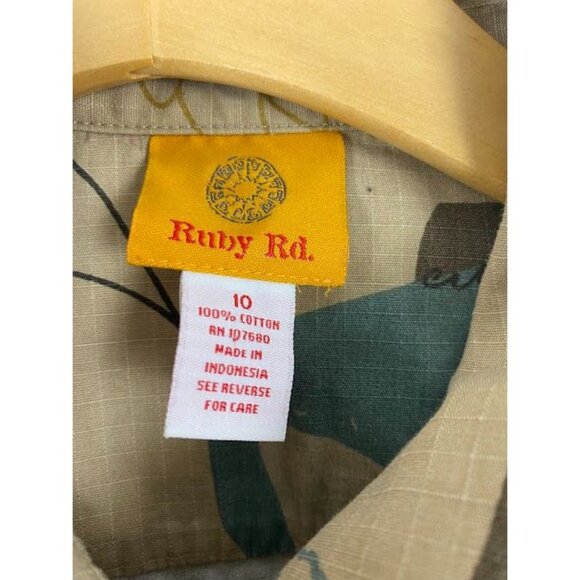 Ruby Rd.
10
100% COTTON
RN 107680
MADE IN
INDONESIA
SEE REVERSE
FOR CARE